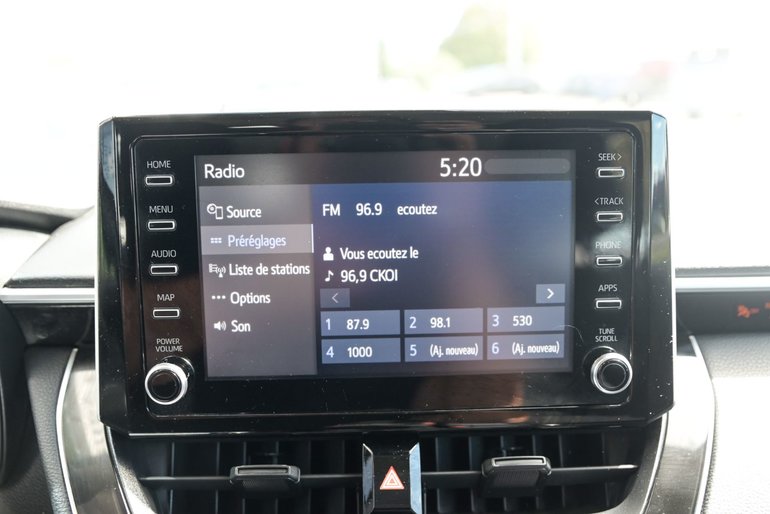 HOME
MENU
AUDIO
MAP
POWER
VOLUME
Radio 5:20
Source
Préréglages
Liste de stations
Options
Son
FM 96.9 ecoutez
Vous ecoutez le
96,9 CKOI
< >
1 87.9 2 98.1 3 530
4 1000 5 (Aj. nouveau) 6 (Aj. nouveau)
SEEK >
< TRACK
PHONE
APPS
TUNE
SCROLL